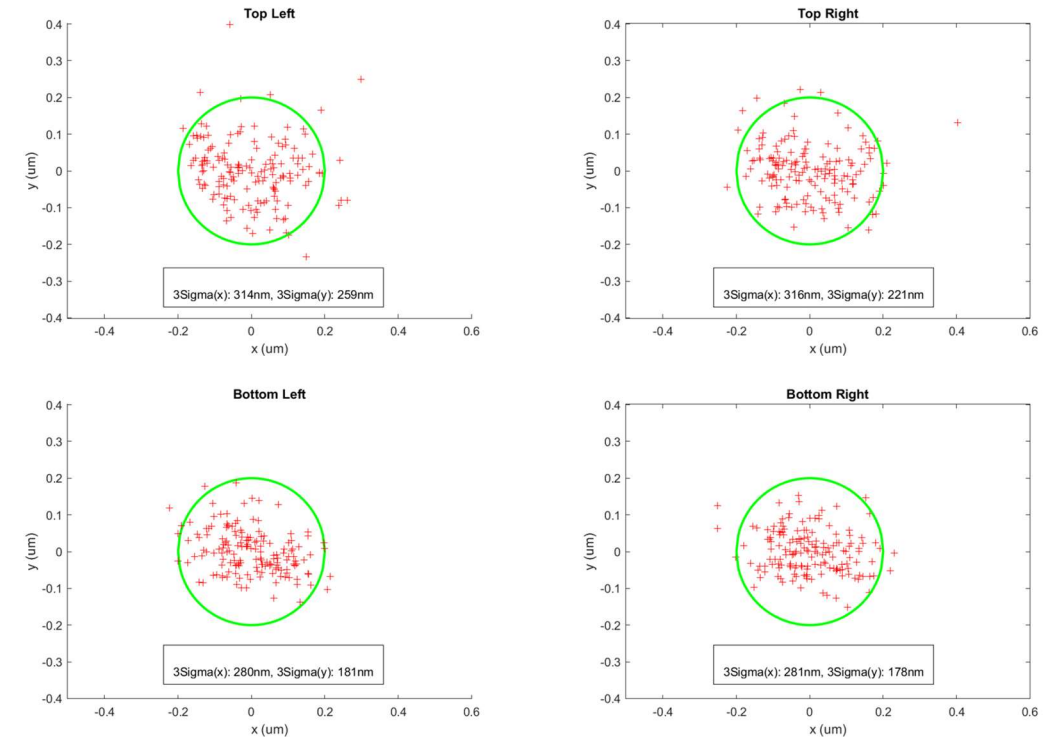 Top Left
0.4
0.3
0.2
0.1
0
-0.1
-0.2
-0.3
-0.4
y (um)
3Sigma(x): 314nm, 3Sigma(y): 259nm
-0.4 -0.2 0 0.2 0.4 0.6
x (um)
Top Right
0.4
0.3
0.2
0.1
0
-0.1
-0.2
-0.3
-0.4
y (um)
3Sigma(x): 316nm, 3Sigma(y): 221nm
-0.4 -0.2 0 0.2 0.4 0.6
x (um)
Bottom Left
0.4
0.3
0.2
0.1
0
-0.1
-0.2
-0.3
-0.4
y (um)
3Sigma(x): 280nm, 3Sigma(y): 181nm
-0.4 -0.2 0 0.2 0.4 0.6
x (um)
Bottom Right
0.4
0.3
0.2
0.1
0
-0.1
-0.2
-0.3
-0.4
y (um)
3Sigma(x): 281nm, 3Sigma(y): 178nm
-0.4 -0.2 0 0.2 0.4 0.6
x (um)